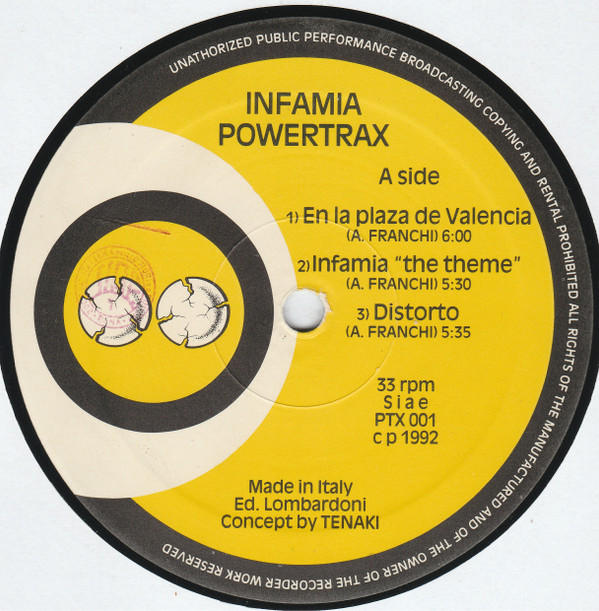 UNATHORIZED PUBLIC PERFORMANCE BROADCASTING COPYING AND RENTAL PROHIBITED ALL RIGHTS OF THE MANUFACTURED AND OF THE OWNER OF THE RECORDER WORK RESERVED
INFAMIA
POWERTRAX
A side
1) En la plaza de Valencia
(A. FRANCHI) 6:00
2) Infamia "the theme"
(A. FRANCHI) 5:30
3) Distorto
(A. FRANCHI) 5:35
33 rpm
S i a e
PTX 001
c p 1992
Made in Italy
Ed. Lombardoni
Concept by TENAKI